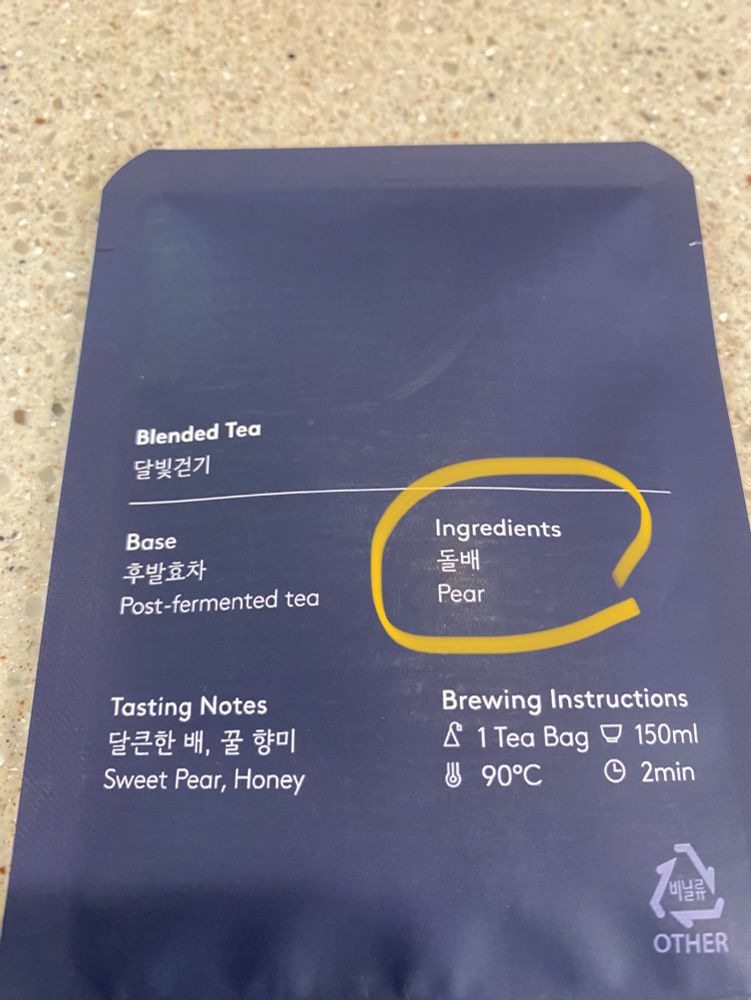 Blended Tea
달빛걷기
Base
후발효차
Post-fermented tea
Ingredients
돌배
Pear
Tasting Notes
달큰한 배, 꿀 향미
Sweet Pear, Honey
Brewing Instructions
1 Tea Bag 150ml
90°C 2min
비닐류
OTHER